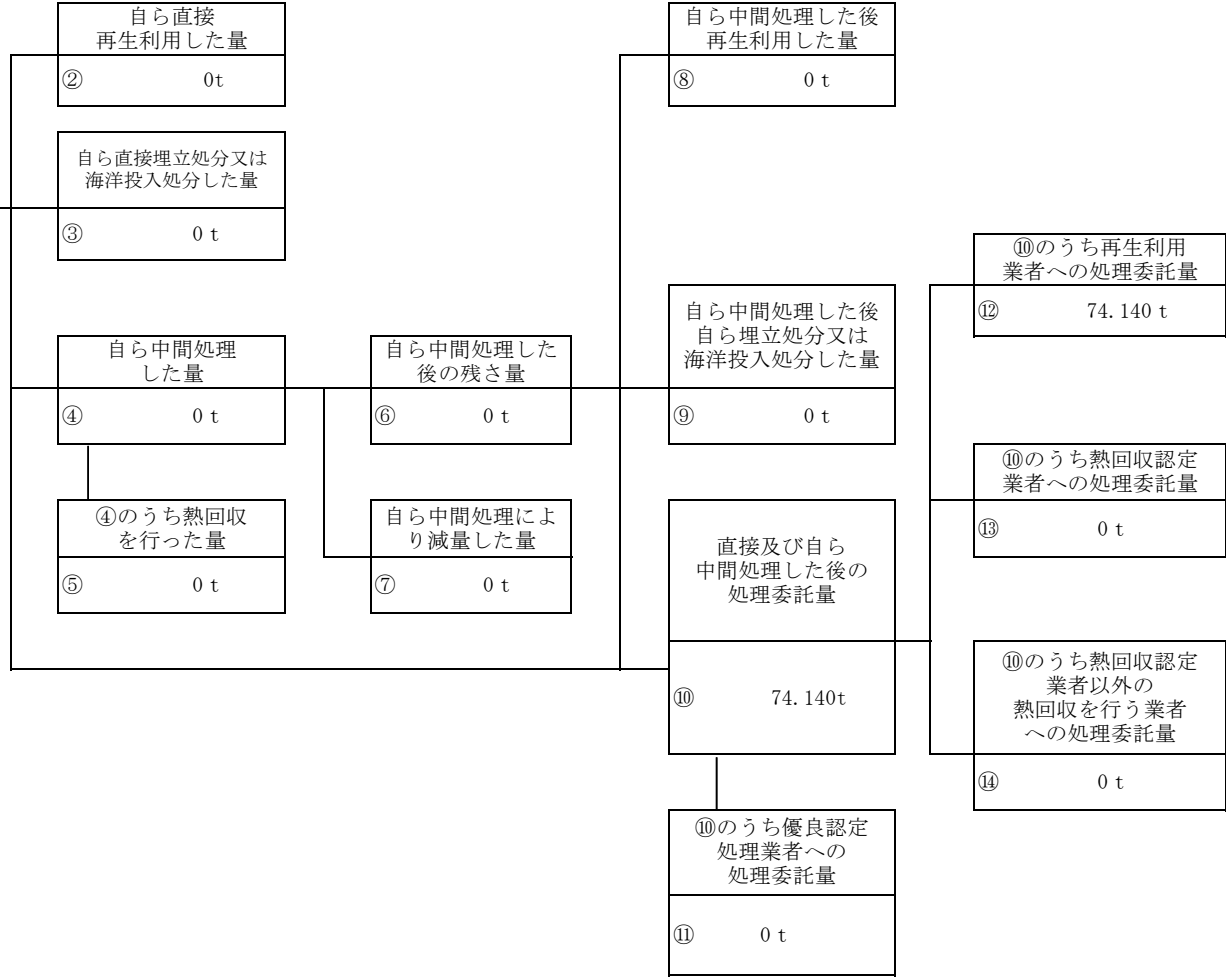 自ら直接
再生利用した量
② 0t
自ら直接埋立処分又は
海洋投入処分した量
③ 0 t
自ら中間処理
した量
④ 0 t
④のうち熱回収
を行った量
⑤ 0 t
自ら中間処理した
後の残さ量
⑥ 0 t
自ら中間処理によ
り減量した量
⑦ 0 t
自ら中間処理した後
再生利用した量
⑧ 0 t
自ら中間処理した後
自ら埋立処分又は
海洋投入処分した量
⑨ 0 t
直接及び自ら
中間処理した後の
処理委託量
⑩ 74.140t
⑩のうち優良認定
処理業者への
処理委託量
⑪ 0 t
⑩のうち再生利用
業者への処理委託量
⑫ 74.140 t
⑩のうち熱回収認定
業者への処理委託量
⑬ 0 t
⑩のうち熱回収認定
業者以外の
熱回収を行う業者
への処理委託量
⑭ 0 t